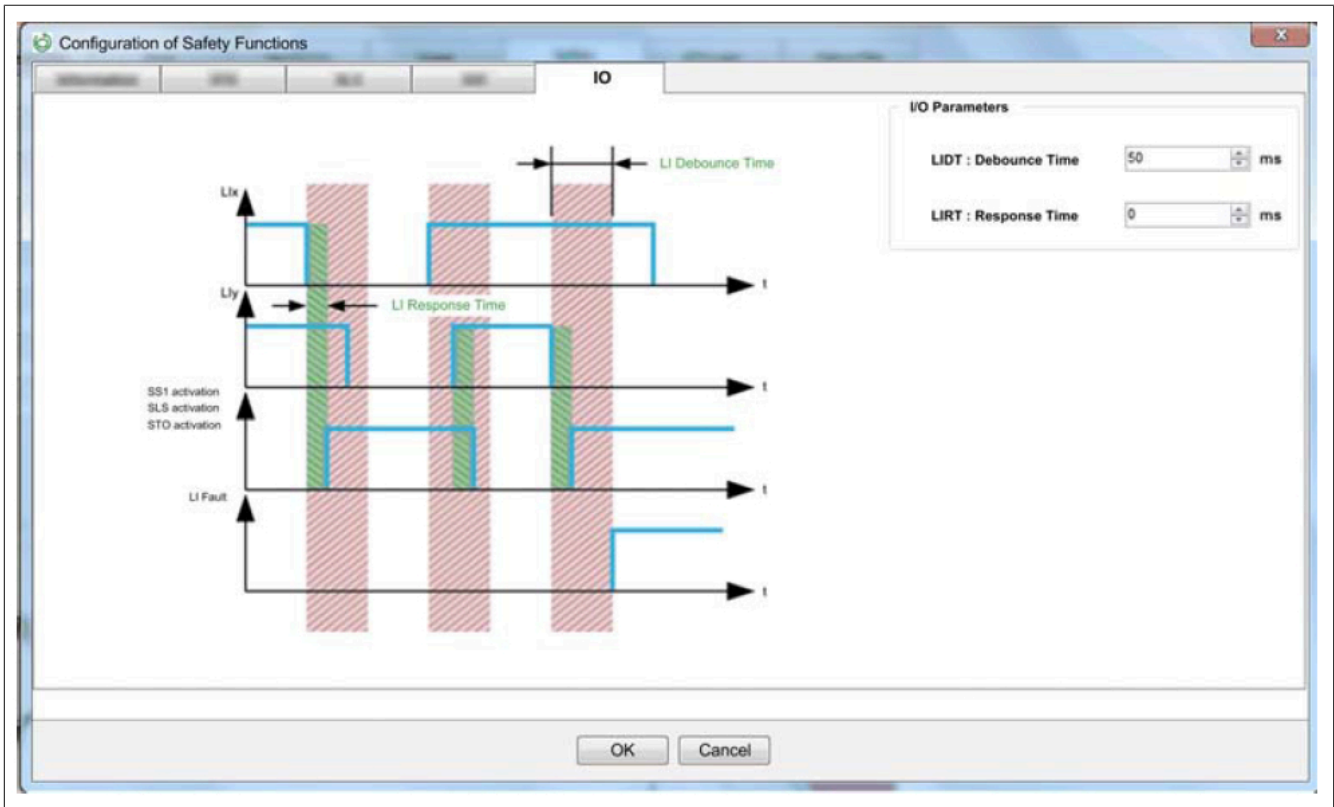 Configuration of Safety Functions
IO
I/O Parameters
LIDT : Debounce Time
50
ms
LIRT : Response Time
0
ms
LI Debounce Time
LIx
t
LIy
LI Response Time
t
SS1 activation
SLS activation
STO activation
t
LI Fault
t
OK
Cancel